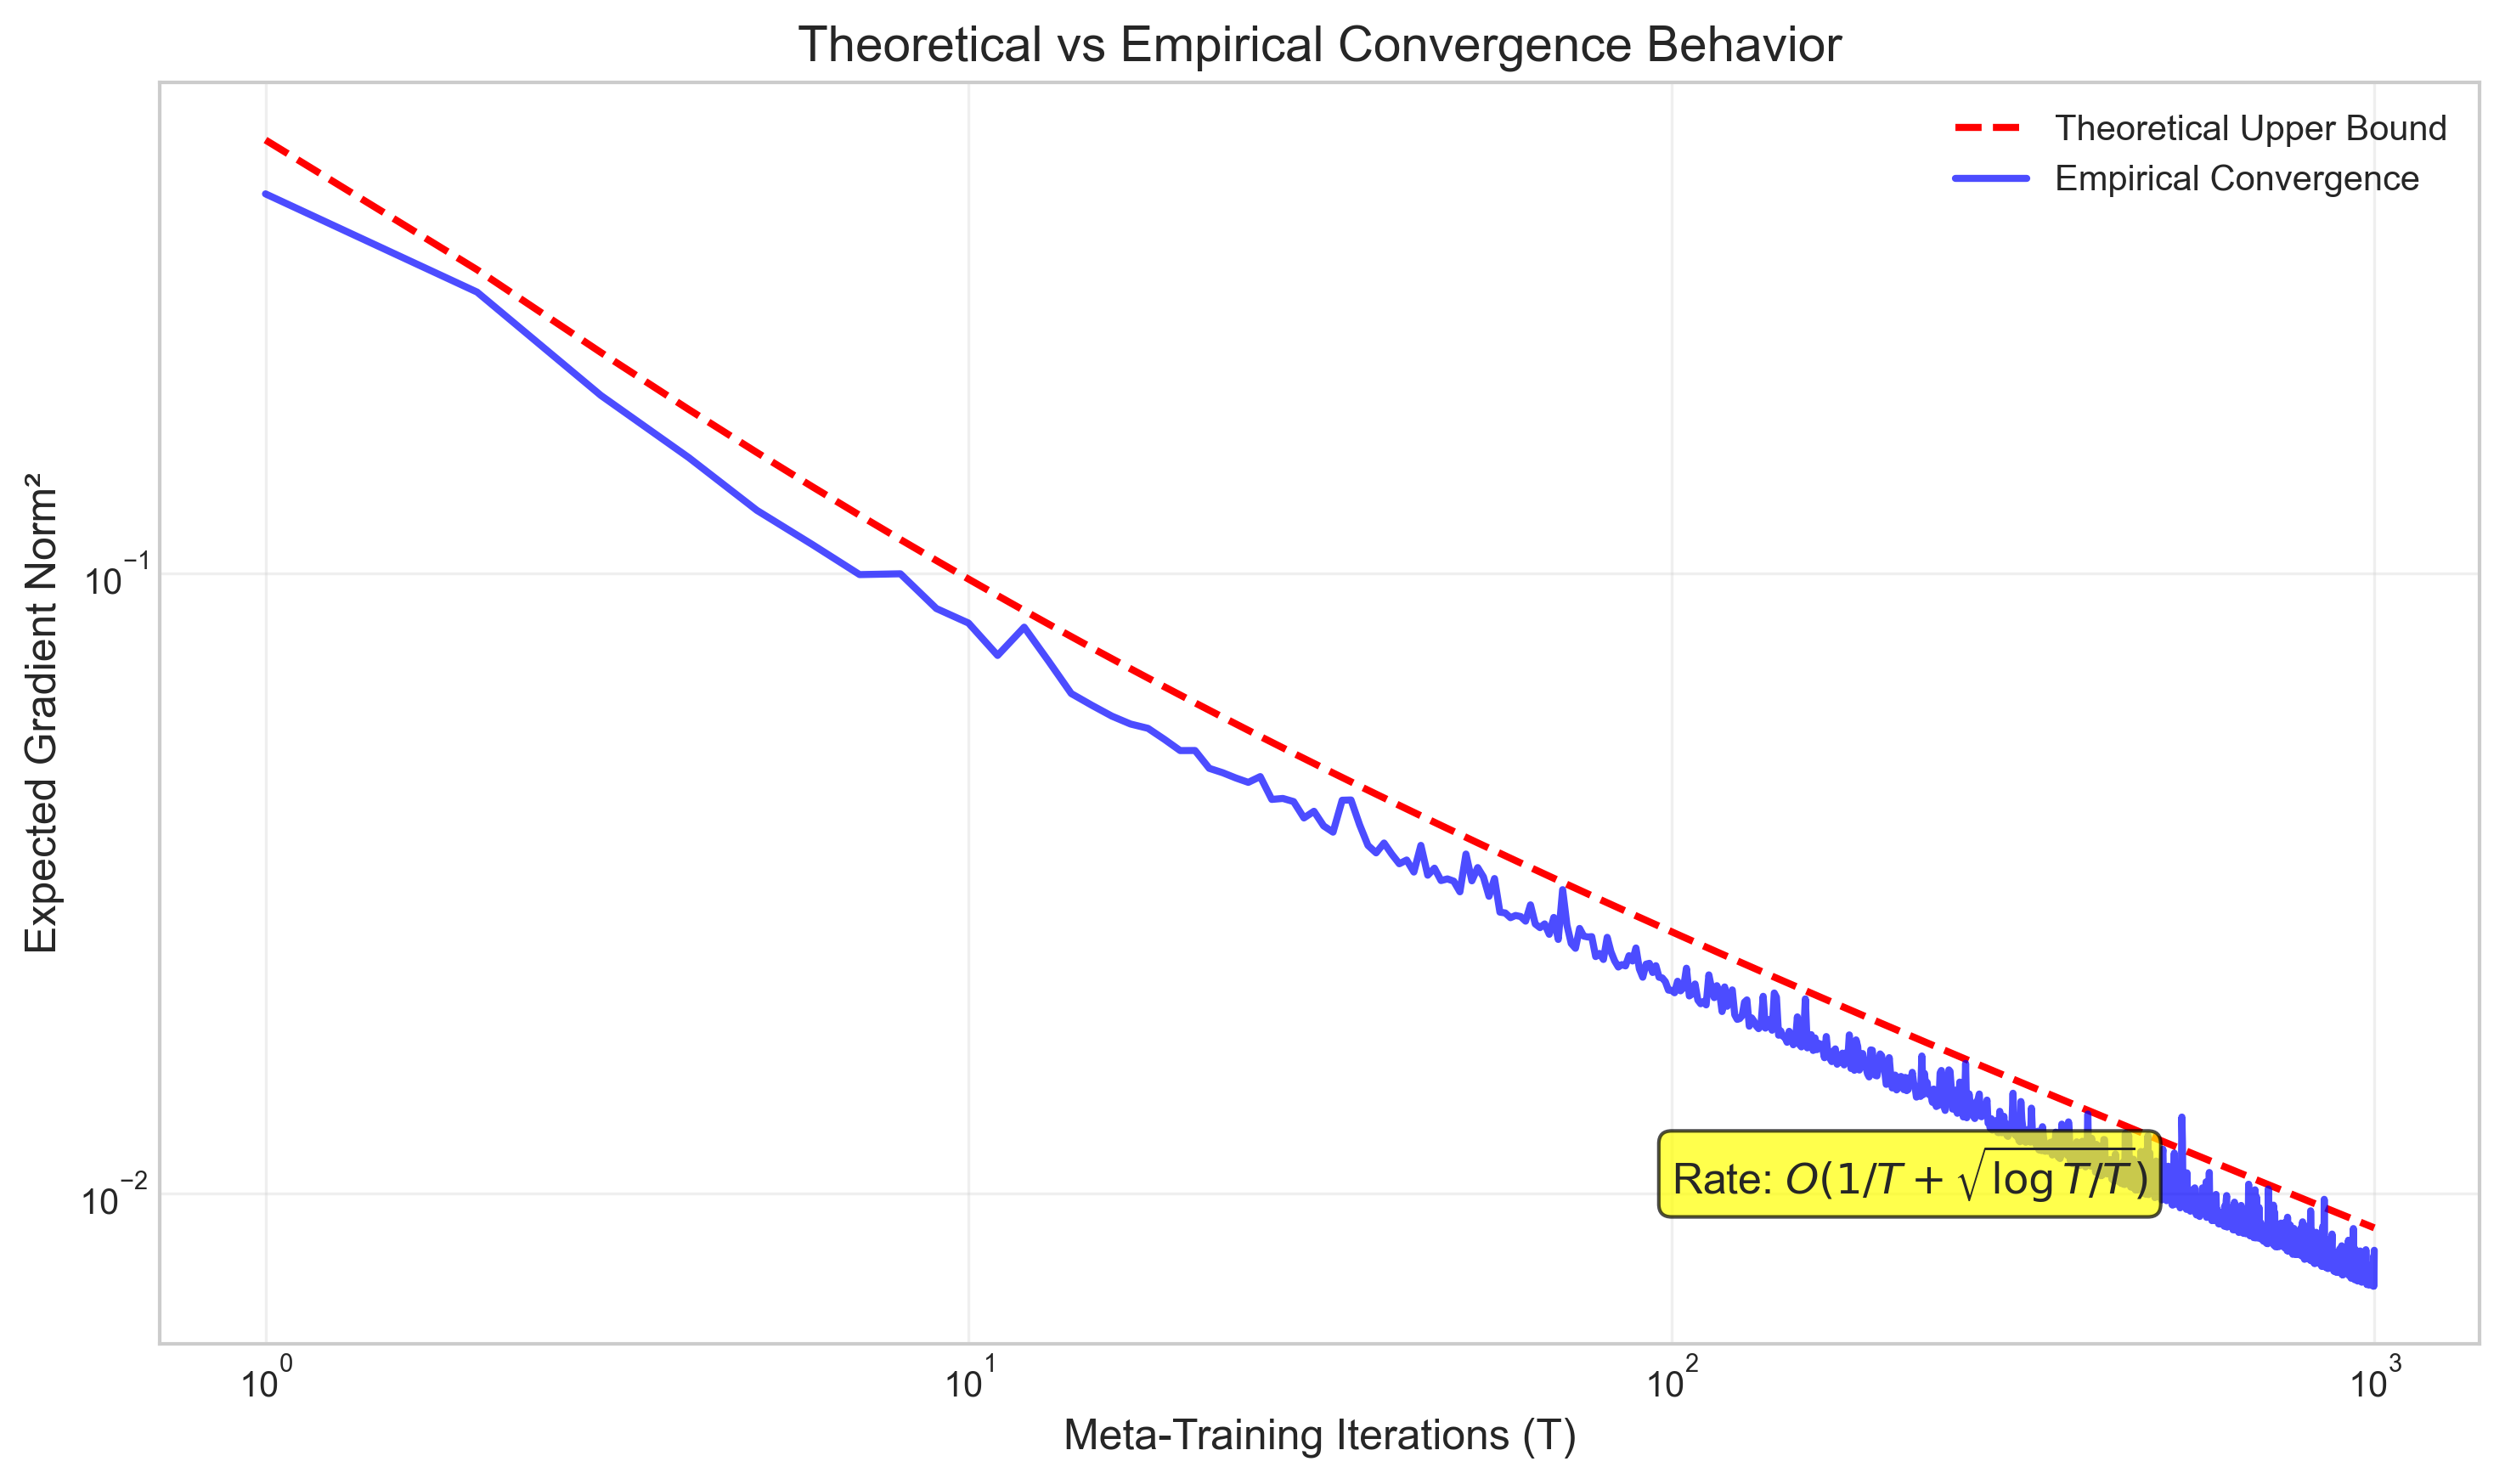 Theoretical vs Empirical Convergence Behavior
Theoretical Upper Bound
Empirical Convergence
Expected Gradient Norm²
10⁻¹
10⁻²
Rate: O(1/T + √log T/T)
10⁰ 10¹ 10² 10³
Meta-Training Iterations (T)